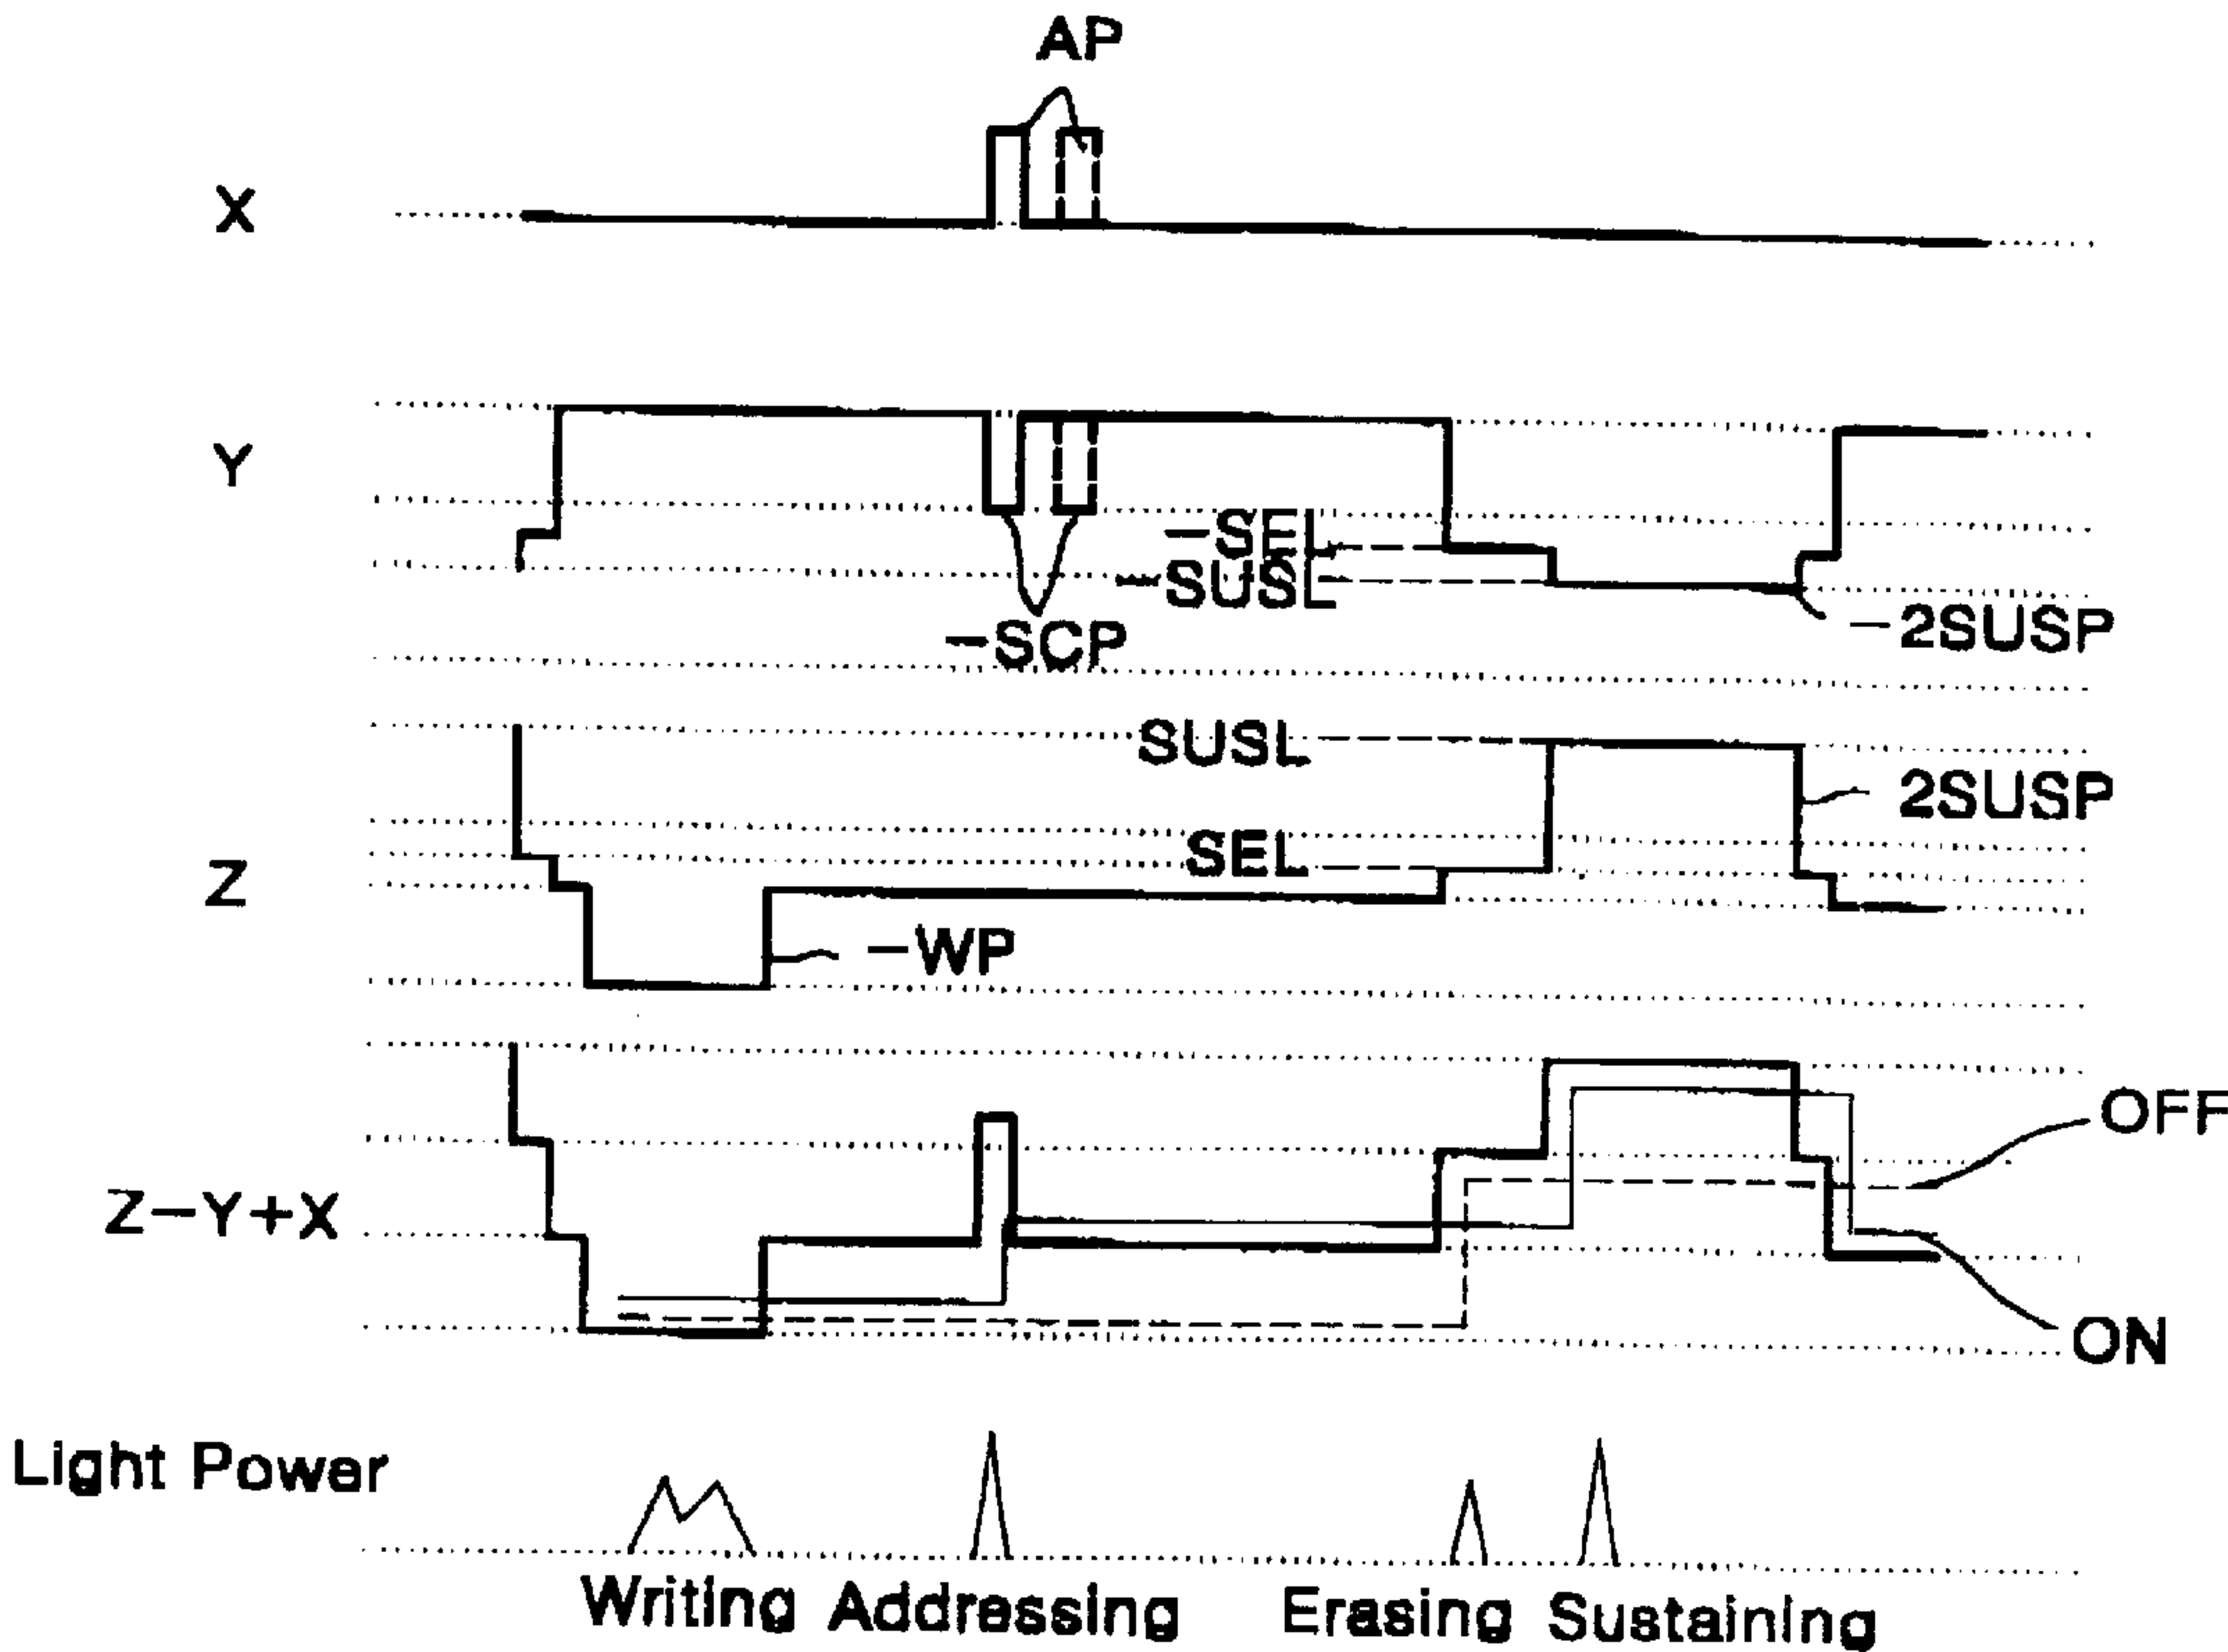 AP
X
Y
-SEL
-SUSL
-SCP
-2SUSP
SUSL
2SUSP
SEL
Z
-WP
OFF
Z-Y+X
ON
Light Power
Writing Addressing Erasing Sustaining